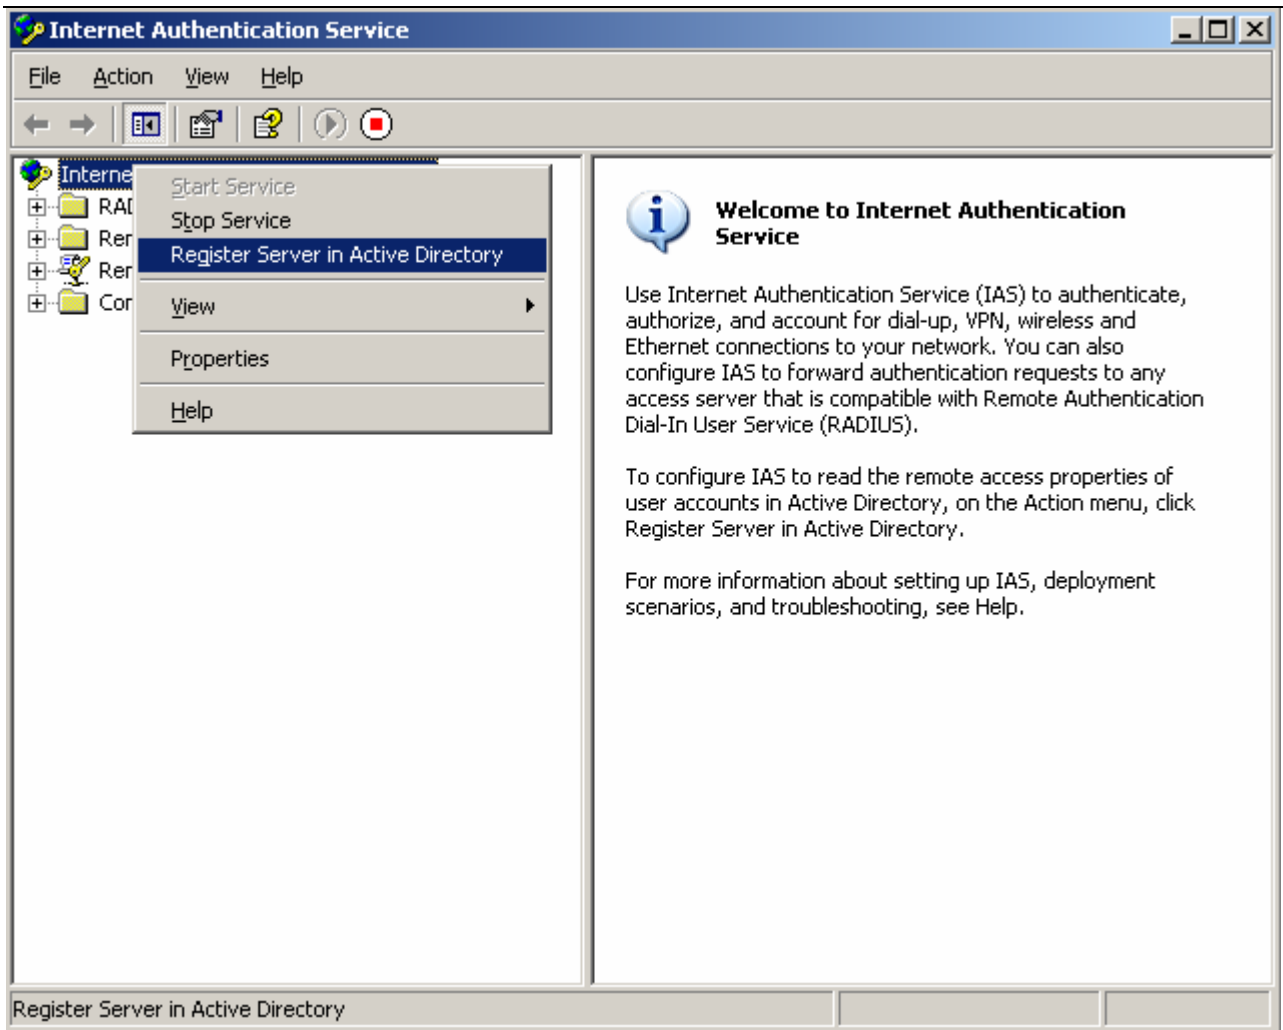 Internet Authentication Service
File Action View Help
Interne
Start Service
Stop Service
Register Server in Active Directory
View
Properties
Help
RAD
Rer
Rer
Cor
Welcome to Internet Authentication
Service
Use Internet Authentication Service (IAS) to authenticate,
authorize, and account for dial-up, VPN, wireless and
Ethernet connections to your network. You can also
configure IAS to forward authentication requests to any
access server that is compatible with Remote Authentication
Dial-In User Service (RADIUS).
To configure IAS to read the remote access properties of
user accounts in Active Directory, on the Action menu, click
Register Server in Active Directory.
For more information about setting up IAS, deployment
scenarios, and troubleshooting, see Help.
Register Server in Active Directory